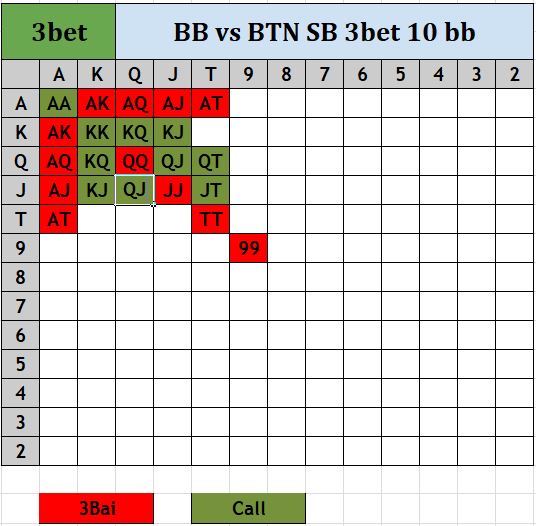 3bet BB vs BTN SB 3bet 10 bb
A K Q J T 9 8 7 6 5 4 3 2
A AA AK AQ AJ AT
K AK KK KQ KJ
Q AQ KQ QQ QJ QT
J AJ KJ QJ JJ JT
T AT TT
9 99
8
7
6
5
4
3
2
3Bai Call